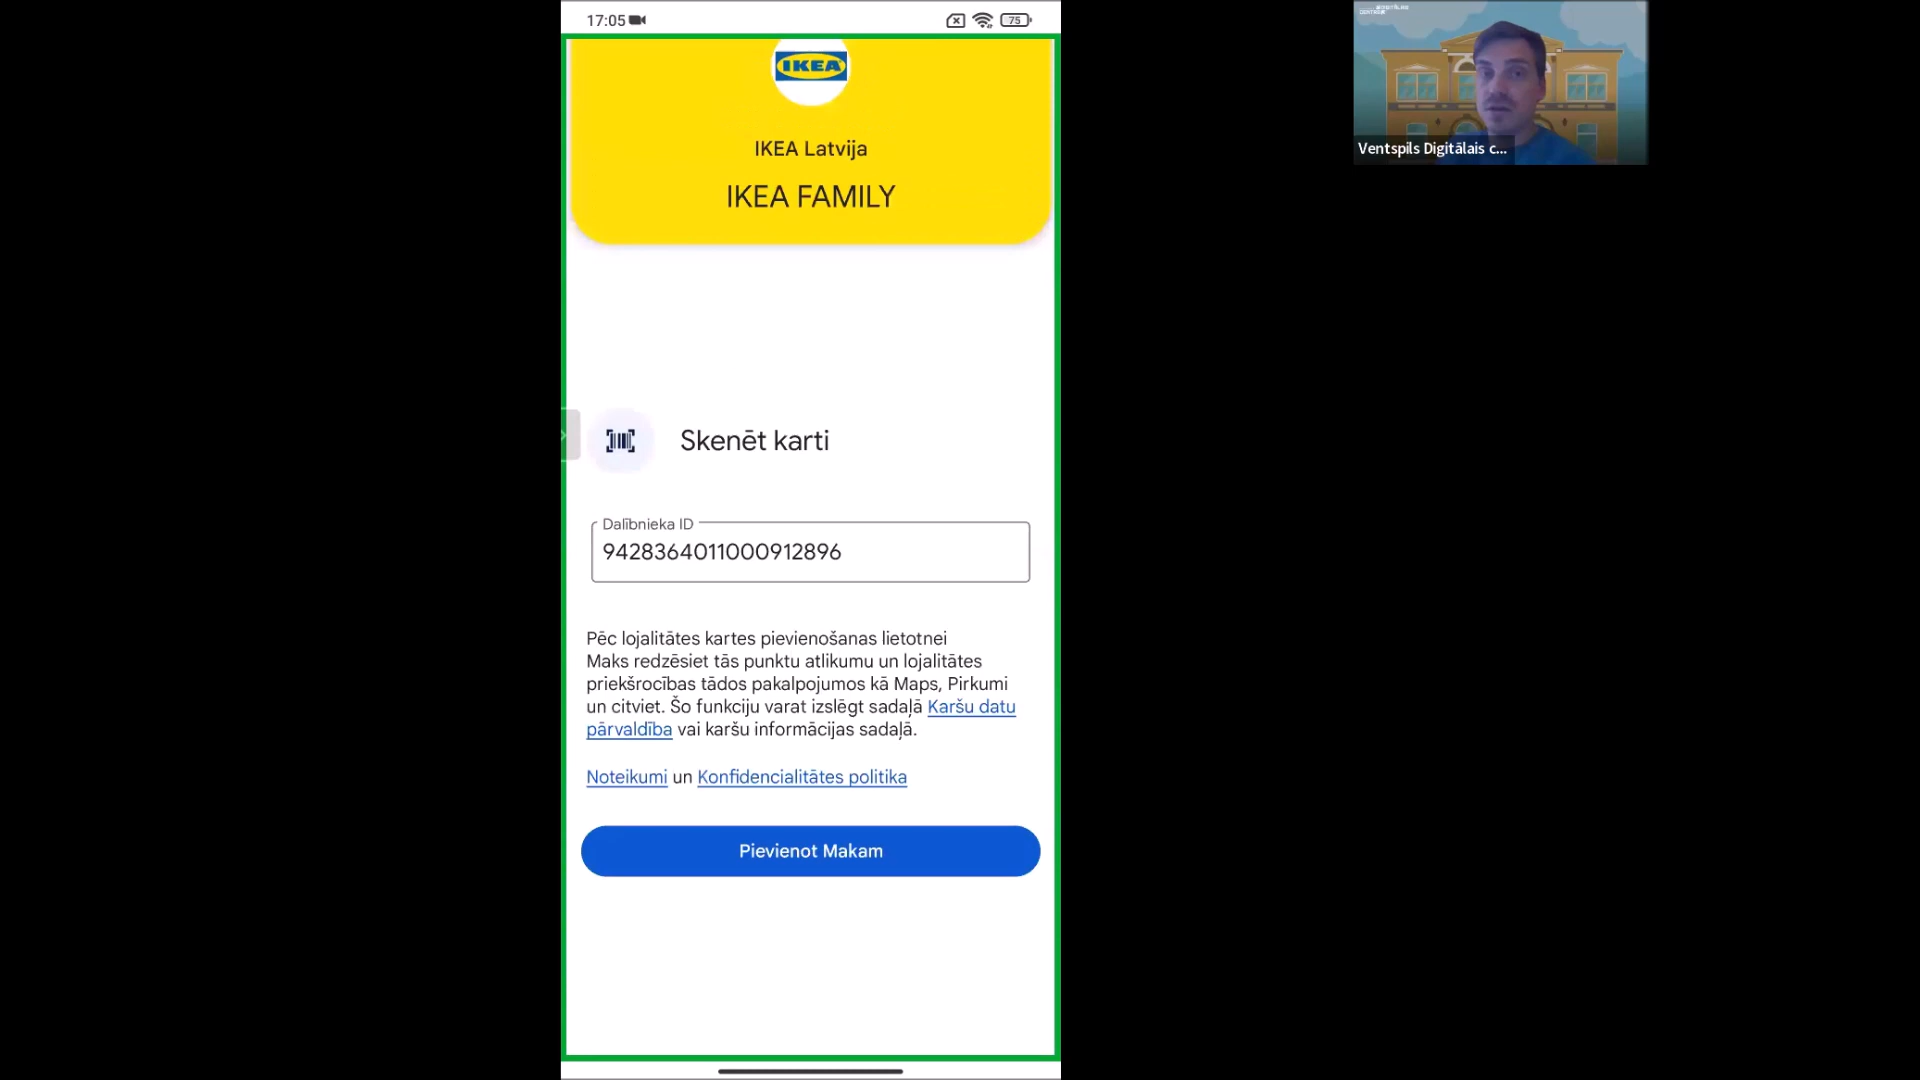 17:05
75
IKEA
IKEA Latvija
IKEA FAMILY
Skenēt karti
Dalībnieka ID
9428364011000912896
Pēc lojalitātes kartes pievienošanas lietotnei
Maks redzēsiet tās punktu atlikumu un lojalitātes
priekšrocības tādos pakalpojumos kā Maps, Pirkumi
un citviet. Šo funkciju varat izslēgt sadaļā Karšu datu
pārvaldība vai karšu informācijas sadaļā.
Noteikumi un Konfidencialitātes politika
Pievienot Makam
Ventspils Digitālais c...